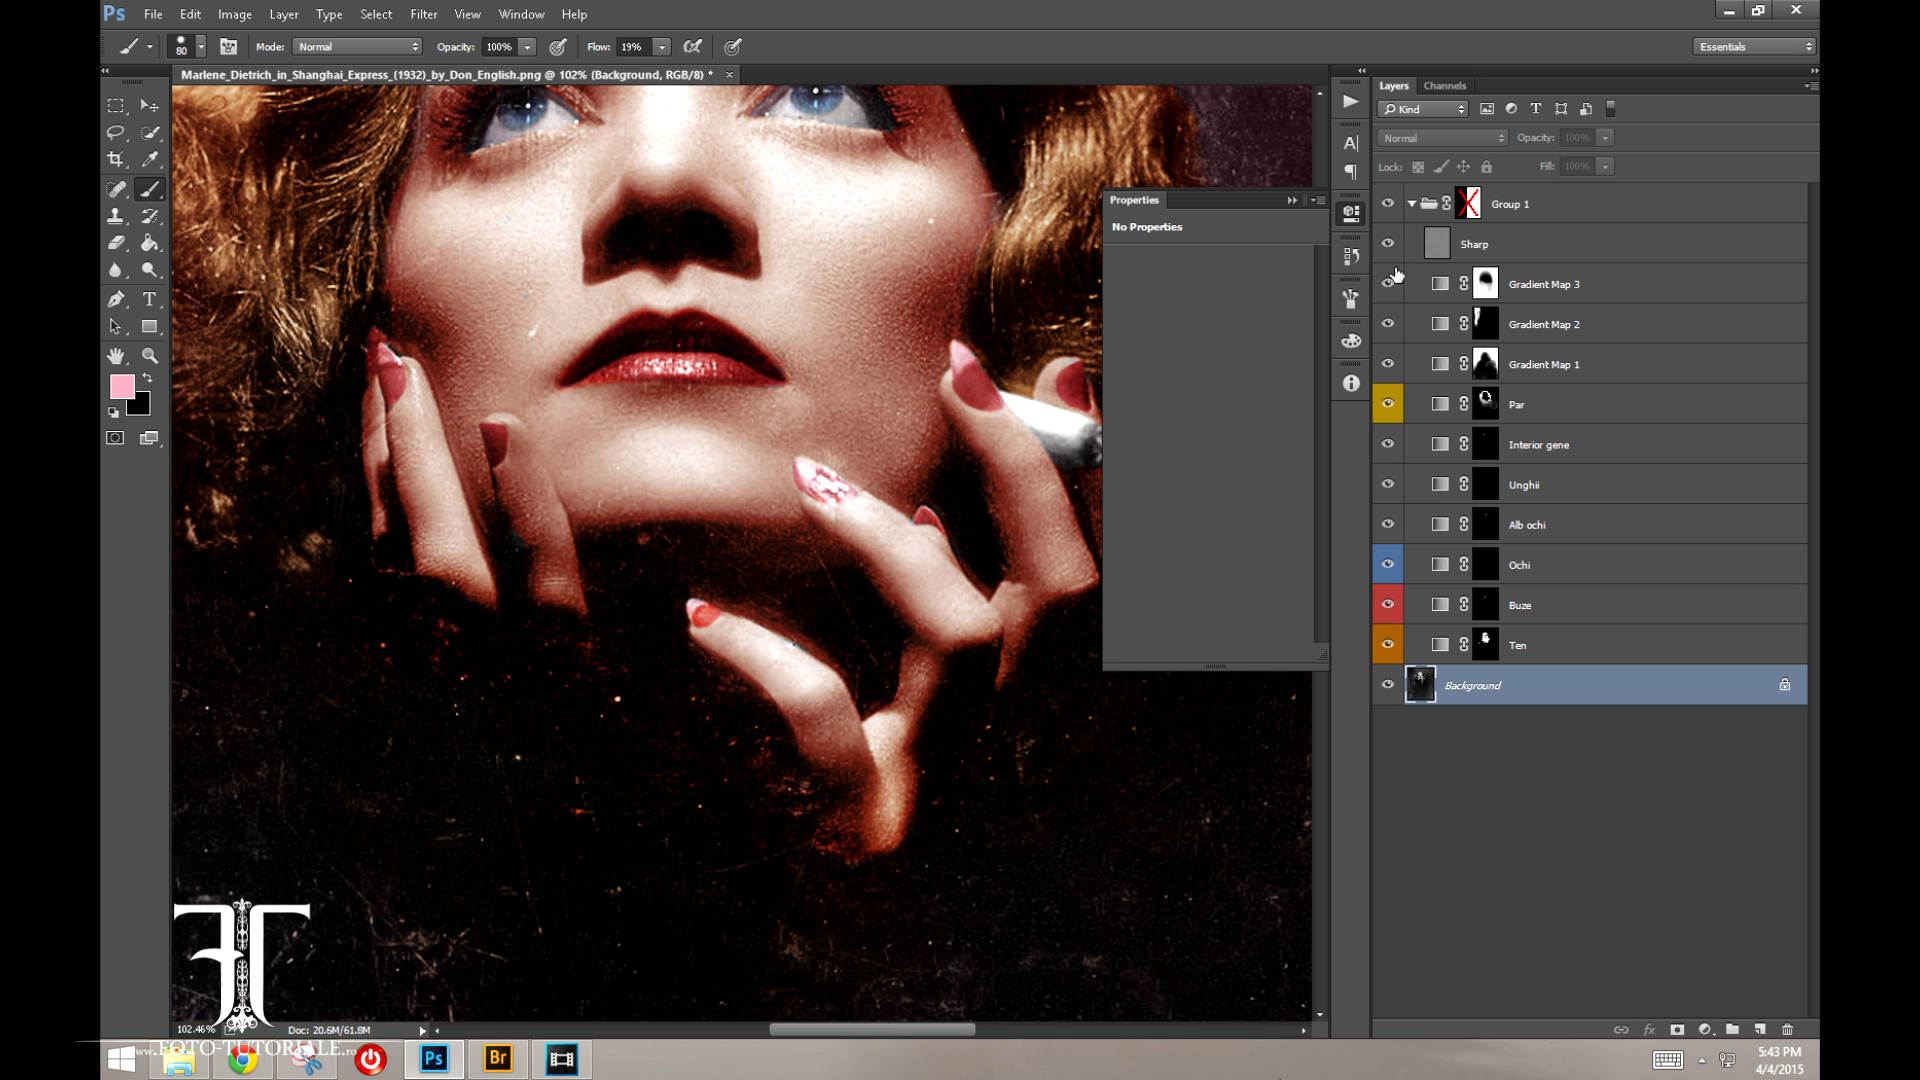 Ps File Edit Image Layer Type Select Filter View Window Help
80 Mode: Normal Opacity: 100% Flow: 19% Essentials
Marlene_Dietrich_in_Shanghai_Express_(1932)_by_Don_English.png @ 102% (Background, RGB/8) * ×
Layers Channels
Kind
Normal Opacity: 100%
Lock: Fill: 100%
Properties
No Properties
Group 1
Sharp
Gradient Map 3
Gradient Map 2
Gradient Map 1
Par
Interior gene
Unghii
Alb ochi
Ochi
Buze
Ten
Background
102.46% Doc: 20.6M/61.8M
www.FOTO-TUTORIALE.ro
Ps Br
5:43 PM
4/4/2015